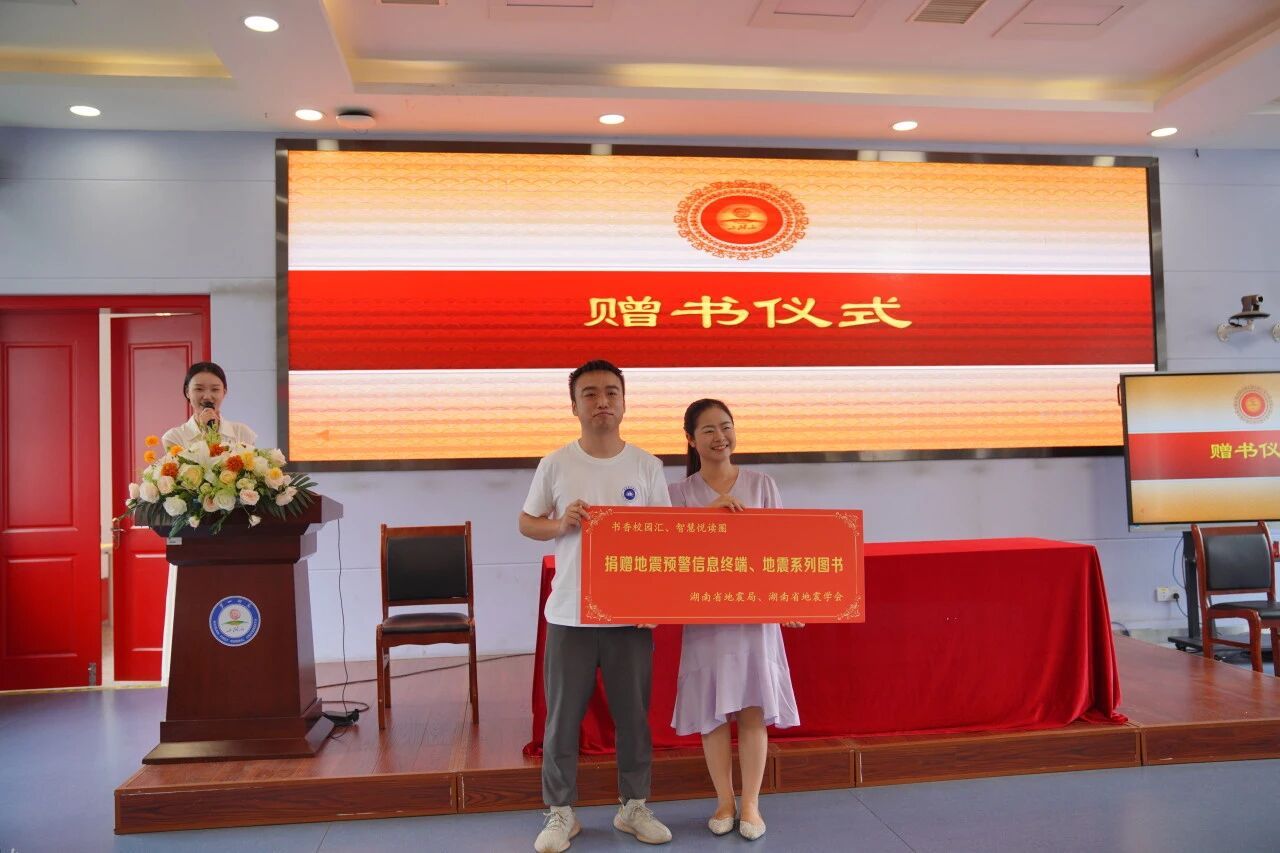 赠书仪式
赠书仪
书香校园汇、智慧悦读圈
捐赠地震预警信息终端、地震系列图书
湖南省地震局、湖南省地震学会